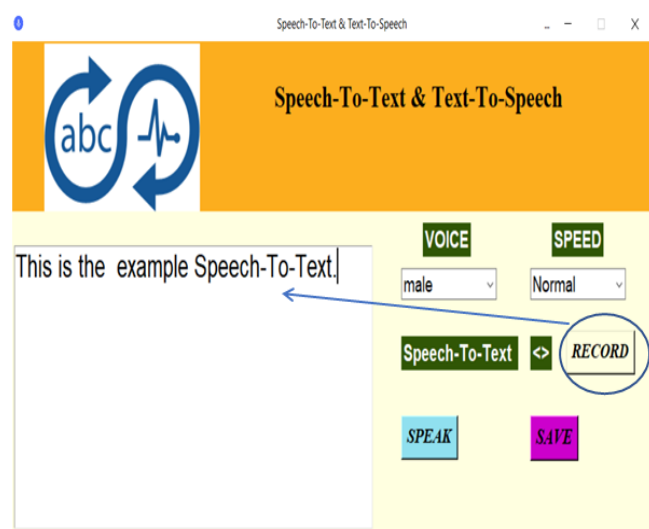 Speech-To-Text & Text-To-Speech
abc
Speech-To-Text & Text-To-Speech
This is the  example Speech-To-Text.
VOICE
SPEED
male
Normal
Speech-To-Text
<>
RECORD
SPEAK
SAVE